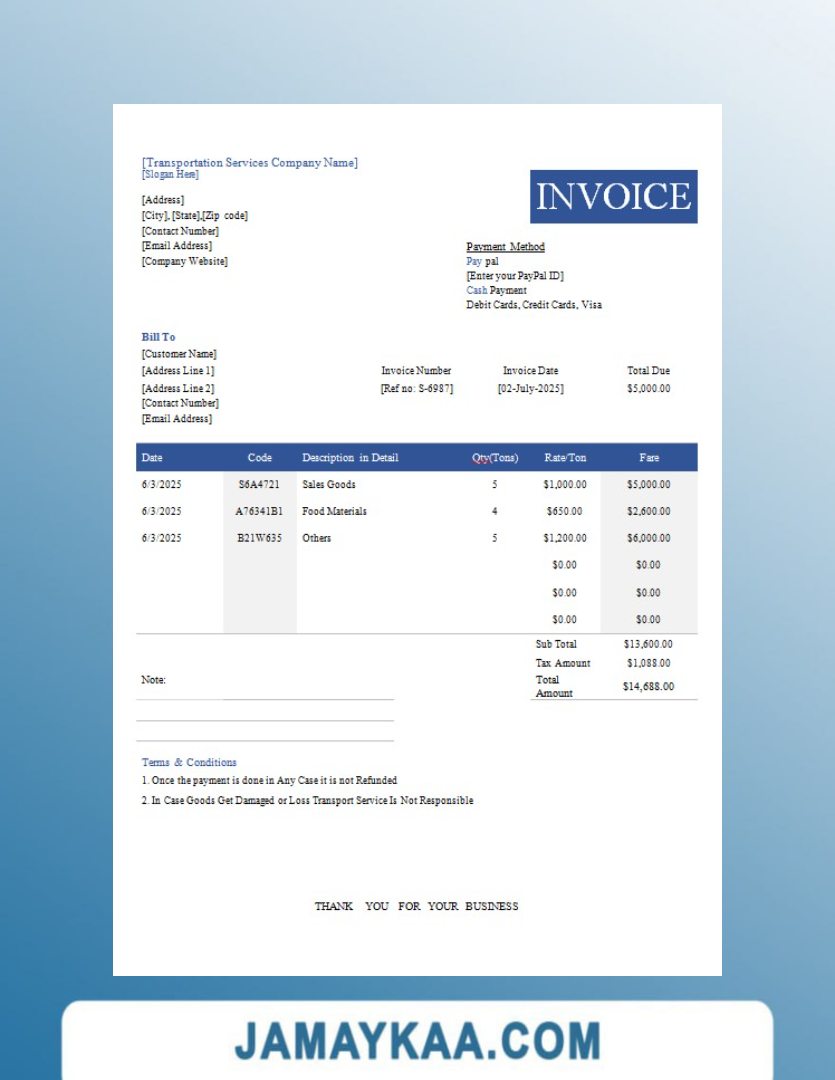 [Transportation Services Company Name]
[Slogan Here]
INVOICE
[Address]
[City], [State],[Zip code]
[Contact Number]
[Email Address]
[Company Website]
Payment Method
Pay pal
[Enter your PayPal ID]
Cash Payment
Debit Cards, Credit Cards, Visa
Bill To
[Customer Name]
[Address Line 1] Invoice Number Invoice Date Total Due
[Address Line 2] [Ref no: S-6987] [02-July-2025] $5,000.00
[Contact Number]
[Email Address]
Date Code Description in Detail Qty(Tons) Rate/Ton Fare
6/3/2025 S6A4721 Sales Goods 5 $1,000.00 $5,000.00
6/3/2025 A76341B1 Food Materials 4 $650.00 $2,600.00
6/3/2025 B21W635 Others 5 $1,200.00 $6,000.00
$0.00 $0.00
$0.00 $0.00
$0.00 $0.00
Sub Total $13,600.00
Tax Amount $1,088.00
Note: Total
Amount $14,688.00
Terms & Conditions
1. Once the payment is done in Any Case it is not Refunded
2. In Case Goods Get Damaged or Loss Transport Service Is Not Responsible
THANK YOU FOR YOUR BUSINESS
JAMAYKAA.COM